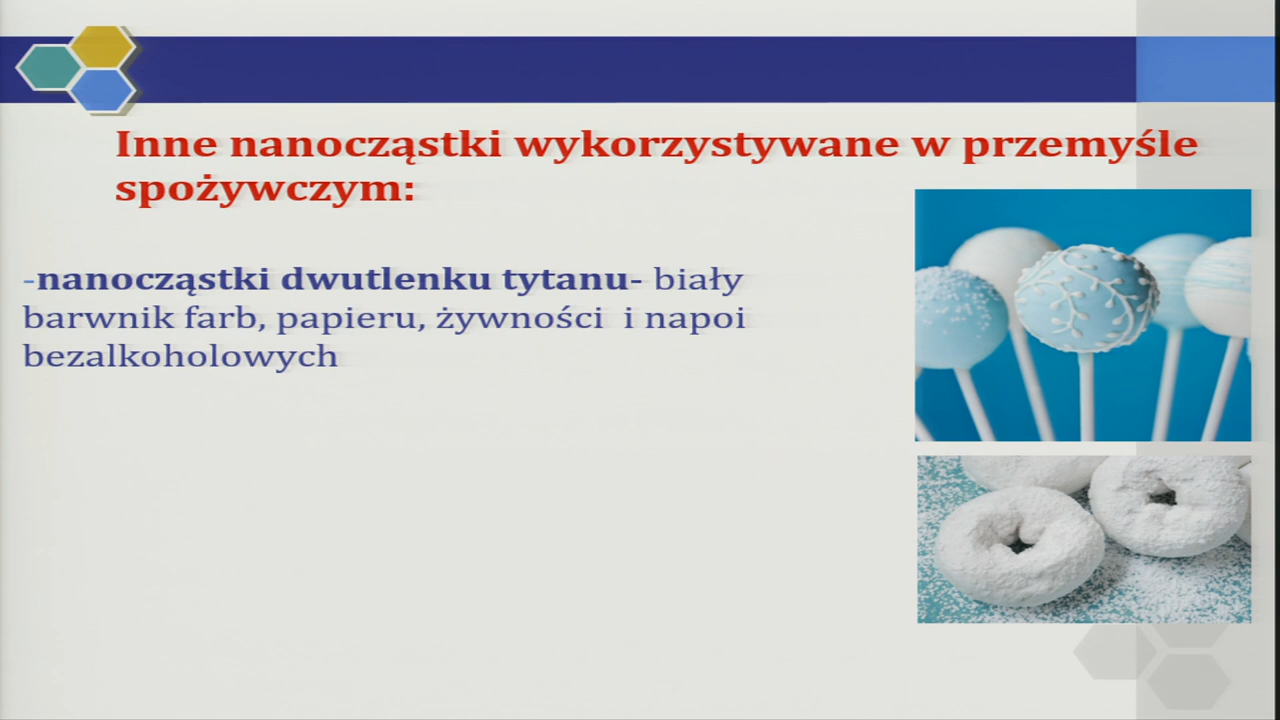 Inne nanocząstki wykorzystywane w przemyśle
spożywczym:
-nanocząstki dwutlenku tytanu- biały
barwnik farb, papieru, żywności i napoi
bezalkoholowych